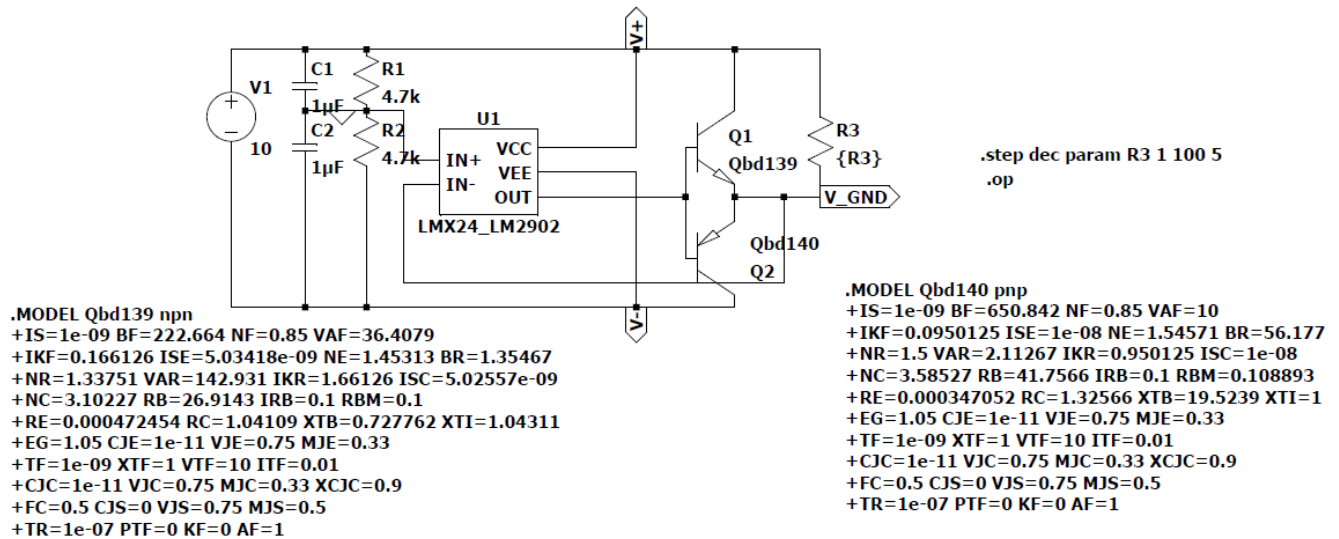 V+
C1
R1
V1
1µF
4.7k
U1
C2
R2
Q1
R3
10
1µF
4.7k
IN+
VCC
Qbd139
{R3}
.step dec param R3 1 100 5
IN-
VEE
.op
OUT
V_GND
LMX24_LM2902
Qbd140
Q2
V-
.MODEL Qbd139 npn
+IS=1e-09 BF=222.664 NF=0.85 VAF=36.4079
+IKF=0.166126 ISE=5.03418e-09 NE=1.45313 BR=1.35467
+NR=1.33751 VAR=142.931 IKR=1.66126 ISC=5.02557e-09
+NC=3.10227 RB=26.9143 IRB=0.1 RBM=0.1
+RE=0.000472454 RC=1.04109 XTB=0.727762 XTI=1.04311
+EG=1.05 CJE=1e-11 VJE=0.75 MJE=0.33
+TF=1e-09 XTF=1 VTF=10 ITF=0.01
+CJC=1e-11 VJC=0.75 MJC=0.33 XCJC=0.9
+FC=0.5 CJS=0 VJS=0.75 MJS=0.5
+TR=1e-07 PTF=0 KF=0 AF=1
.MODEL Qbd140 pnp
+IS=1e-09 BF=650.842 NF=0.85 VAF=10
+IKF=0.0950125 ISE=1e-08 NE=1.54571 BR=56.177
+NR=1.5 VAR=2.11267 IKR=0.950125 ISC=1e-08
+NC=3.58527 RB=41.7566 IRB=0.1 RBM=0.108893
+RE=0.000347052 RC=1.32566 XTB=19.5239 XTI=1
+EG=1.05 CJE=1e-11 VJE=0.75 MJE=0.33
+TF=1e-09 XTF=1 VTF=10 ITF=0.01
+CJC=1e-11 VJC=0.75 MJC=0.33 XCJC=0.9
+FC=0.5 CJS=0 VJS=0.75 MJS=0.5
+TR=1e-07 PTF=0 KF=0 AF=1